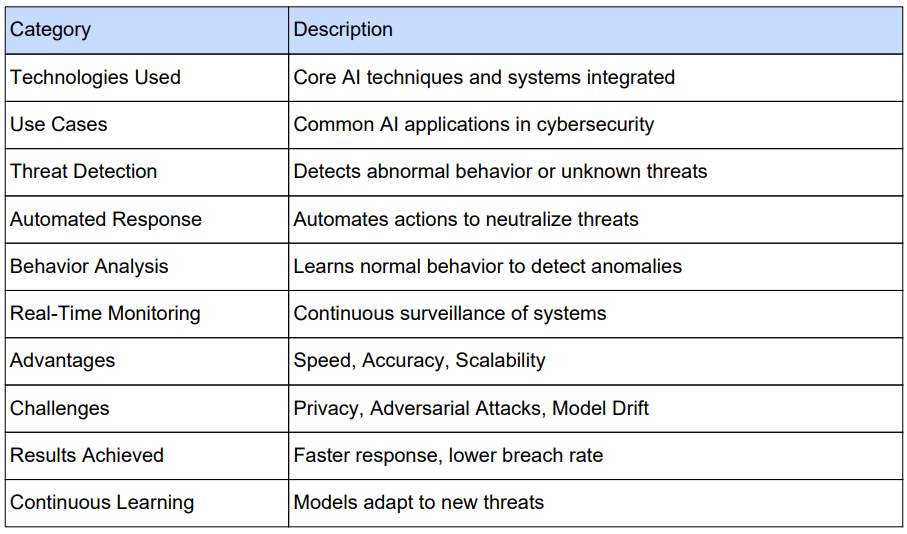 Category Description
Technologies Used Core AI techniques and systems integrated
Use Cases Common AI applications in cybersecurity
Threat Detection Detects abnormal behavior or unknown threats
Automated Response Automates actions to neutralize threats
Behavior Analysis Learns normal behavior to detect anomalies
Real-Time Monitoring Continuous surveillance of systems
Advantages Speed, Accuracy, Scalability
Challenges Privacy, Adversarial Attacks, Model Drift
Results Achieved Faster response, lower breach rate
Continuous Learning Models adapt to new threats